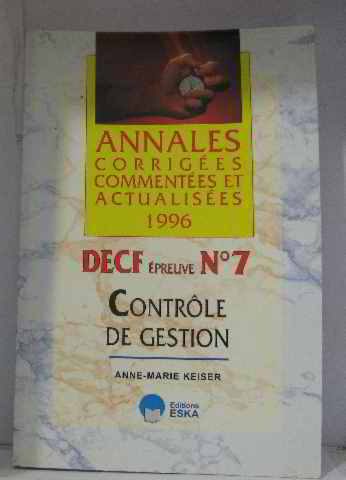 ANNALES
CORRIGÉES
COMMENTÉES ET
ACTUALISÉES
1996
DECF ÉPREUVE N°7
CONTRÔLE
DE GESTION
ANNE-MARIE KEISER
Editions
ESKA